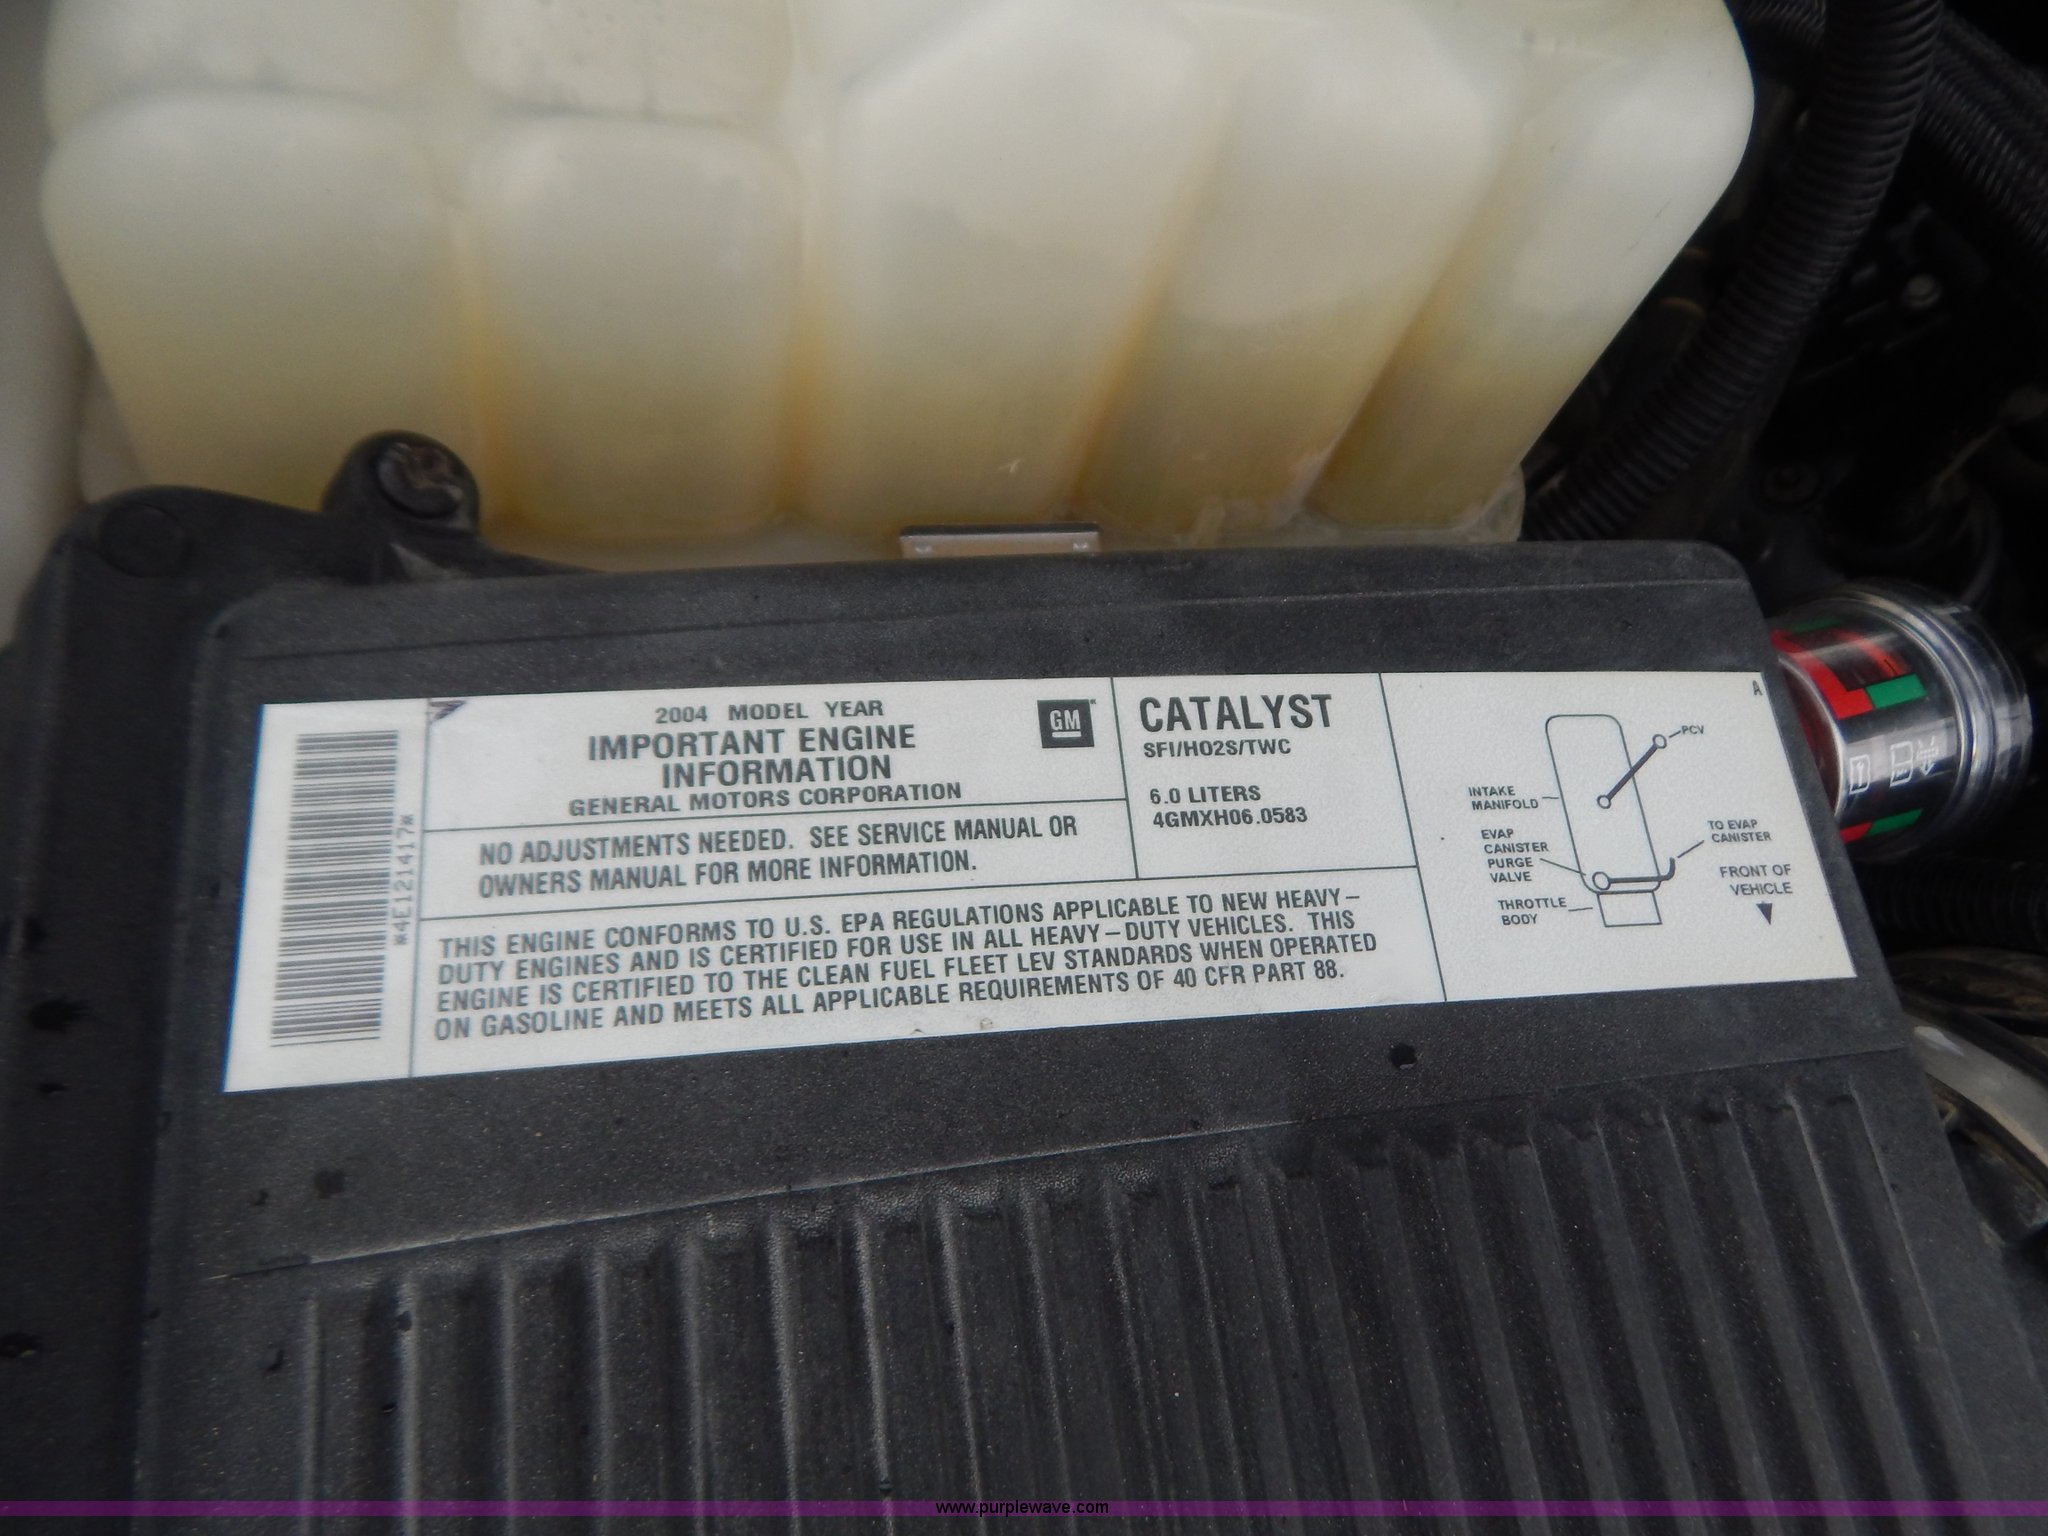 2004 MODEL YEAR
IMPORTANT ENGINE
INFORMATION
GENERAL MOTORS CORPORATION
GM
NO ADJUSTMENTS NEEDED. SEE SERVICE MANUAL OR
OWNERS MANUAL FOR MORE INFORMATION.
CATALYST
SFI/HO2S/TWC
6.0 LITERS
4GMXH06.0583
THIS ENGINE CONFORMS TO U.S. EPA REGULATIONS APPLICABLE TO NEW HEAVY-
DUTY ENGINES AND IS CERTIFIED FOR USE IN ALL HEAVY-DUTY VEHICLES. THIS
ENGINE IS CERTIFIED TO THE CLEAN FUEL FLEET LEV STANDARDS WHEN OPERATED
ON GASOLINE AND MEETS ALL APPLICABLE REQUIREMENTS OF 40 CFR PART 88.
*4E121417*
A
PCV
INTAKE
MANIFOLD
EVAP
CANISTER
PURGE
VALVE
THROTTLE
BODY
TO EVAP
CANISTER
FRONT OF
VEHICLE
www.purplewave.com